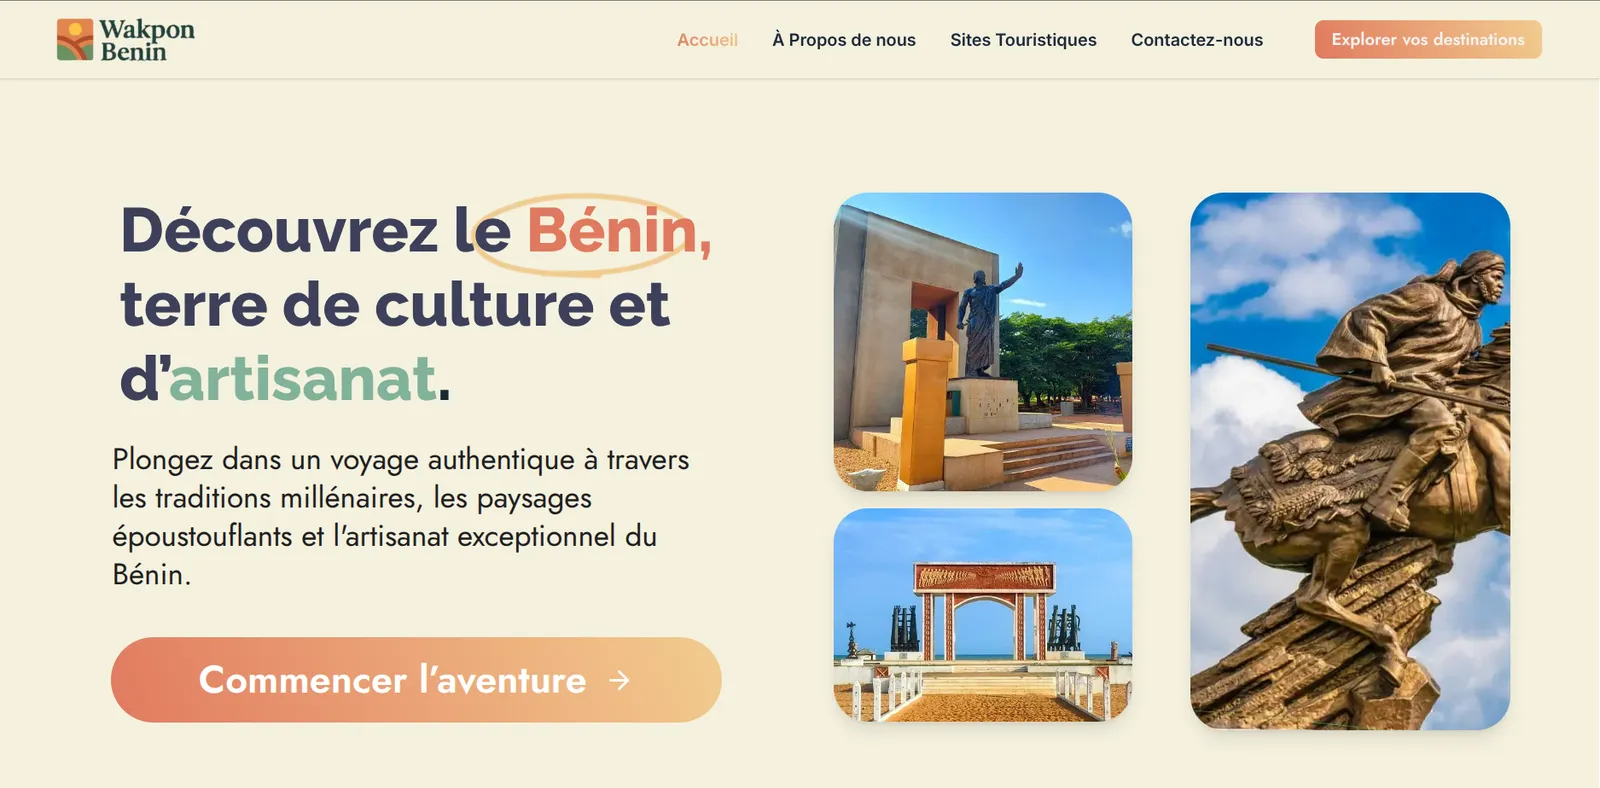 Wakpon
Benin
Accueil
À Propos de nous
Sites Touristiques
Contactez-nous
Explorer vos destinations
Découvrez le Bénin,
terre de culture et
d’artisanat.
Plongez dans un voyage authentique à travers
les traditions millénaires, les paysages
époustouflants et l'artisanat exceptionnel du
Bénin.
Commencer l’aventure →